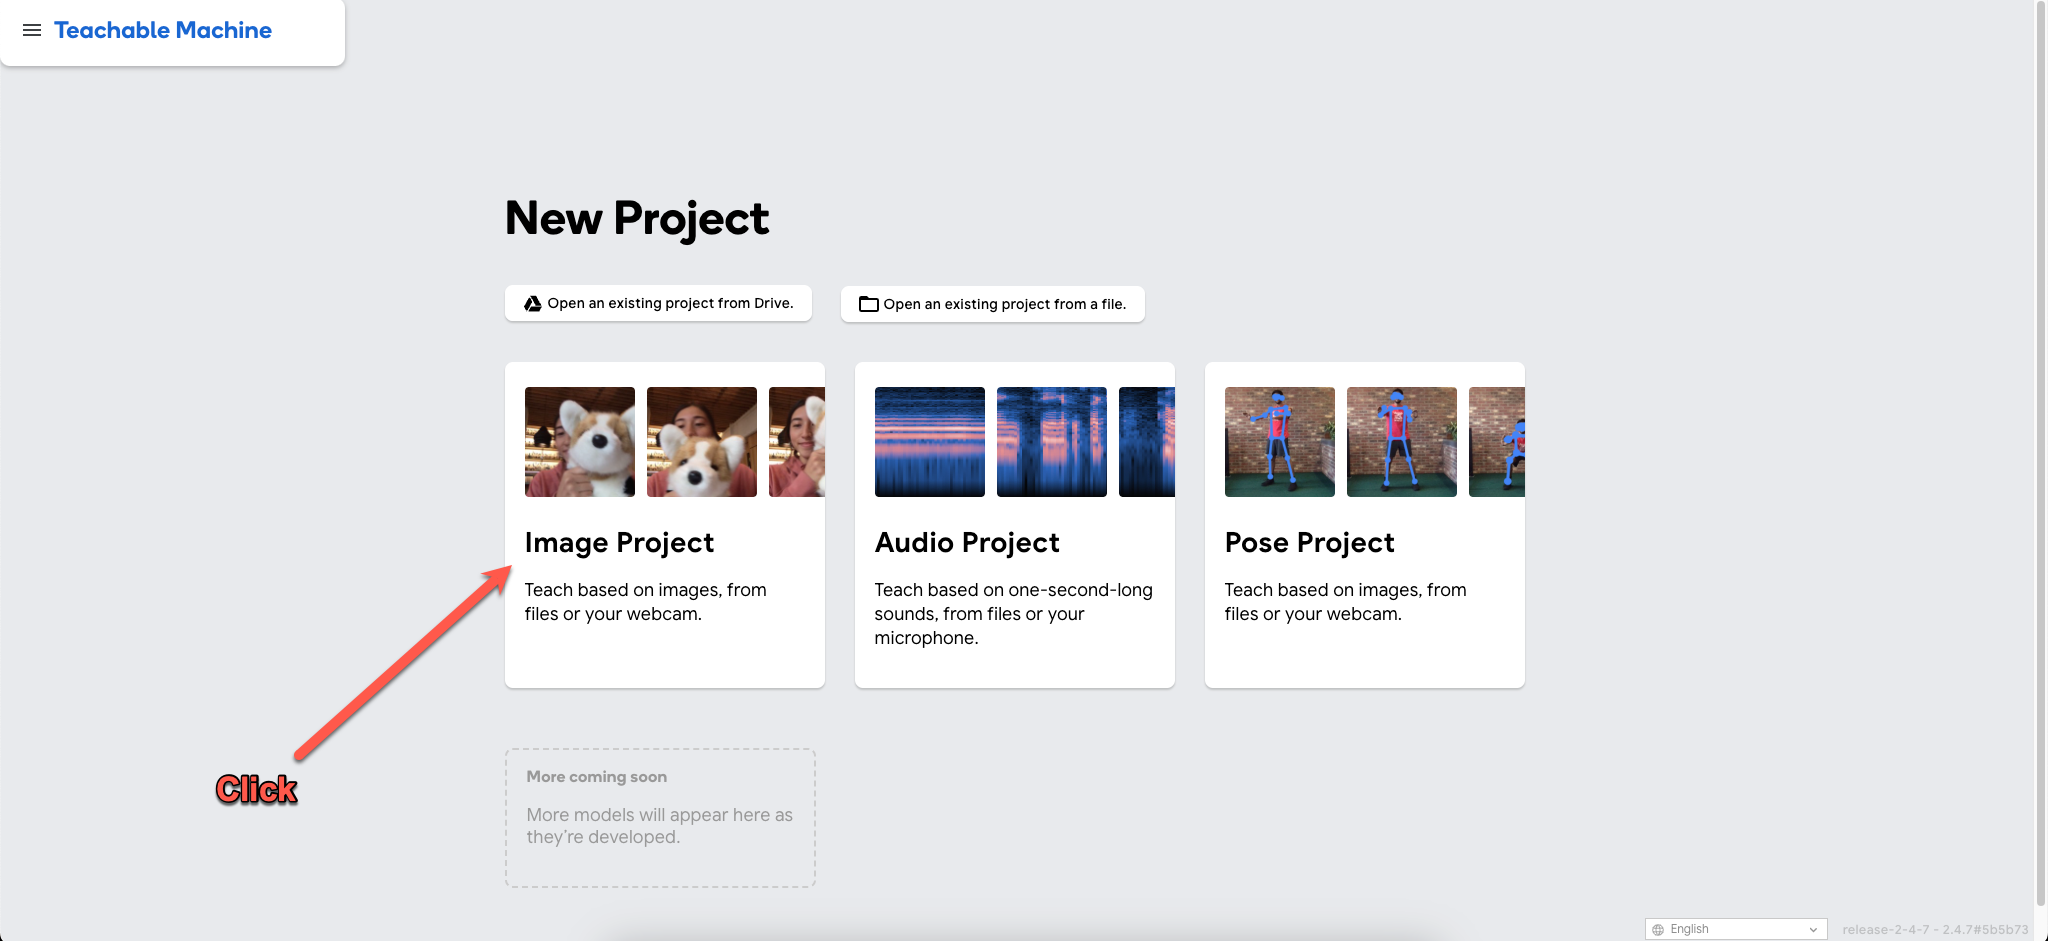 Teachable Machine
New Project
Open an existing project from Drive.
Open an existing project from a file.
Image Project
Teach based on images, from
files or your webcam.
Audio Project
Teach based on one-second-long
sounds, from files or your
microphone.
Pose Project
Teach based on images, from
files or your webcam.
Click
More coming soon
More models will appear here as
they’re developed.
English
release-2-4-7 - 2.4.7#5b5b73